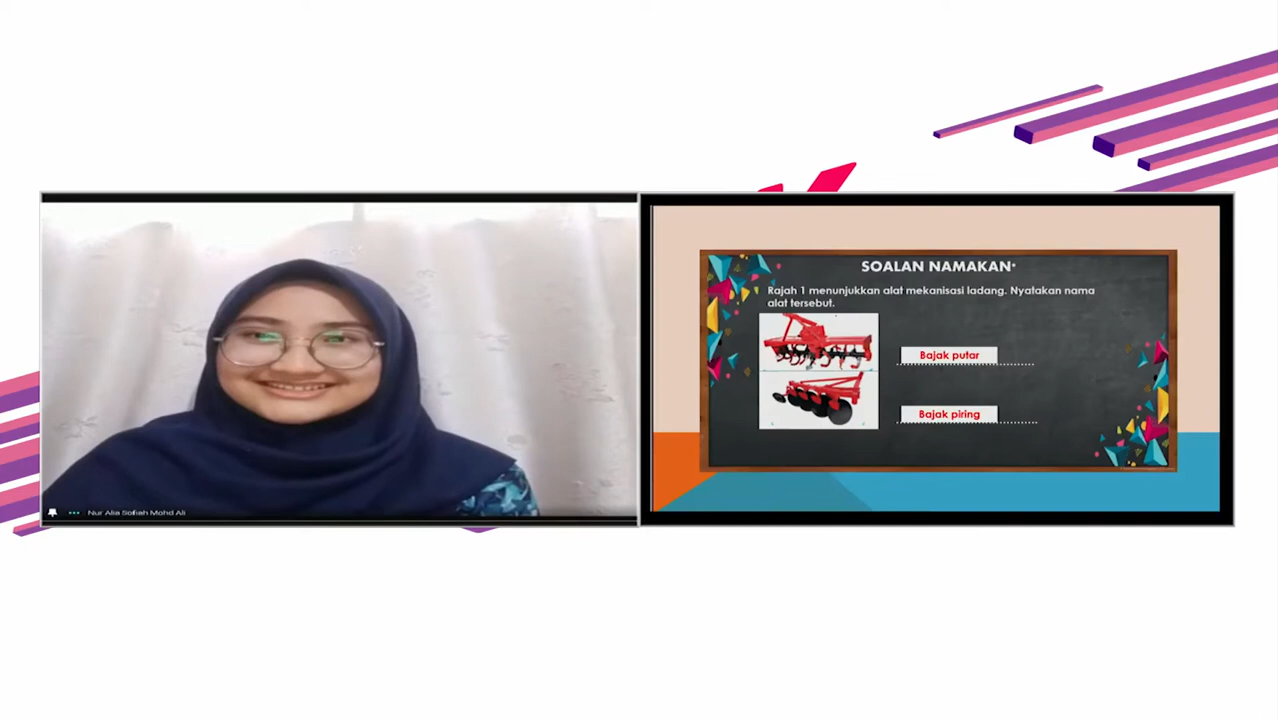 SOALAN NAMAKAN*
Rajah 1 menunjukkan alat mekanisasi ladang. Nyatakan nama
alat tersebut.
Bajak putar
Bajak piring
Nur Alia Sofiah Mohd Ali